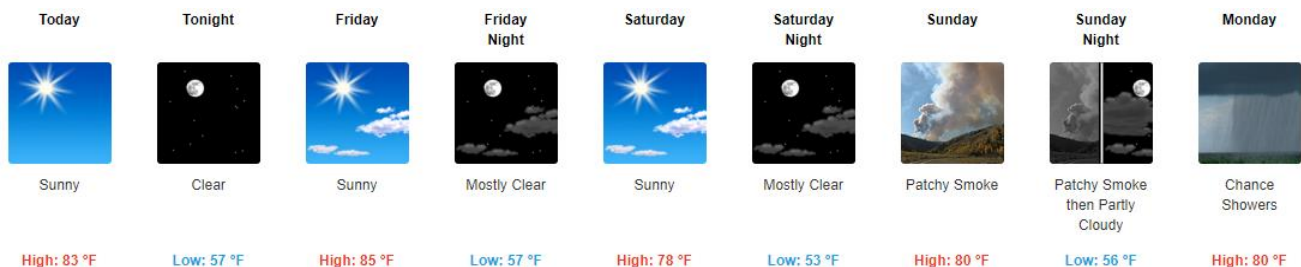 Today
Tonight
Friday
Friday
Night
Saturday
Saturday
Night
Sunday
Sunday
Night
Monday
Sunny
Clear
Sunny
Mostly Clear
Sunny
Mostly Clear
Patchy Smoke
Patchy Smoke
then Partly
Cloudy
Chance
Showers
High: 83 °F
Low: 57 °F
High: 85 °F
Low: 57 °F
High: 78 °F
Low: 53 °F
High: 80 °F
Low: 56 °F
High: 80 °F